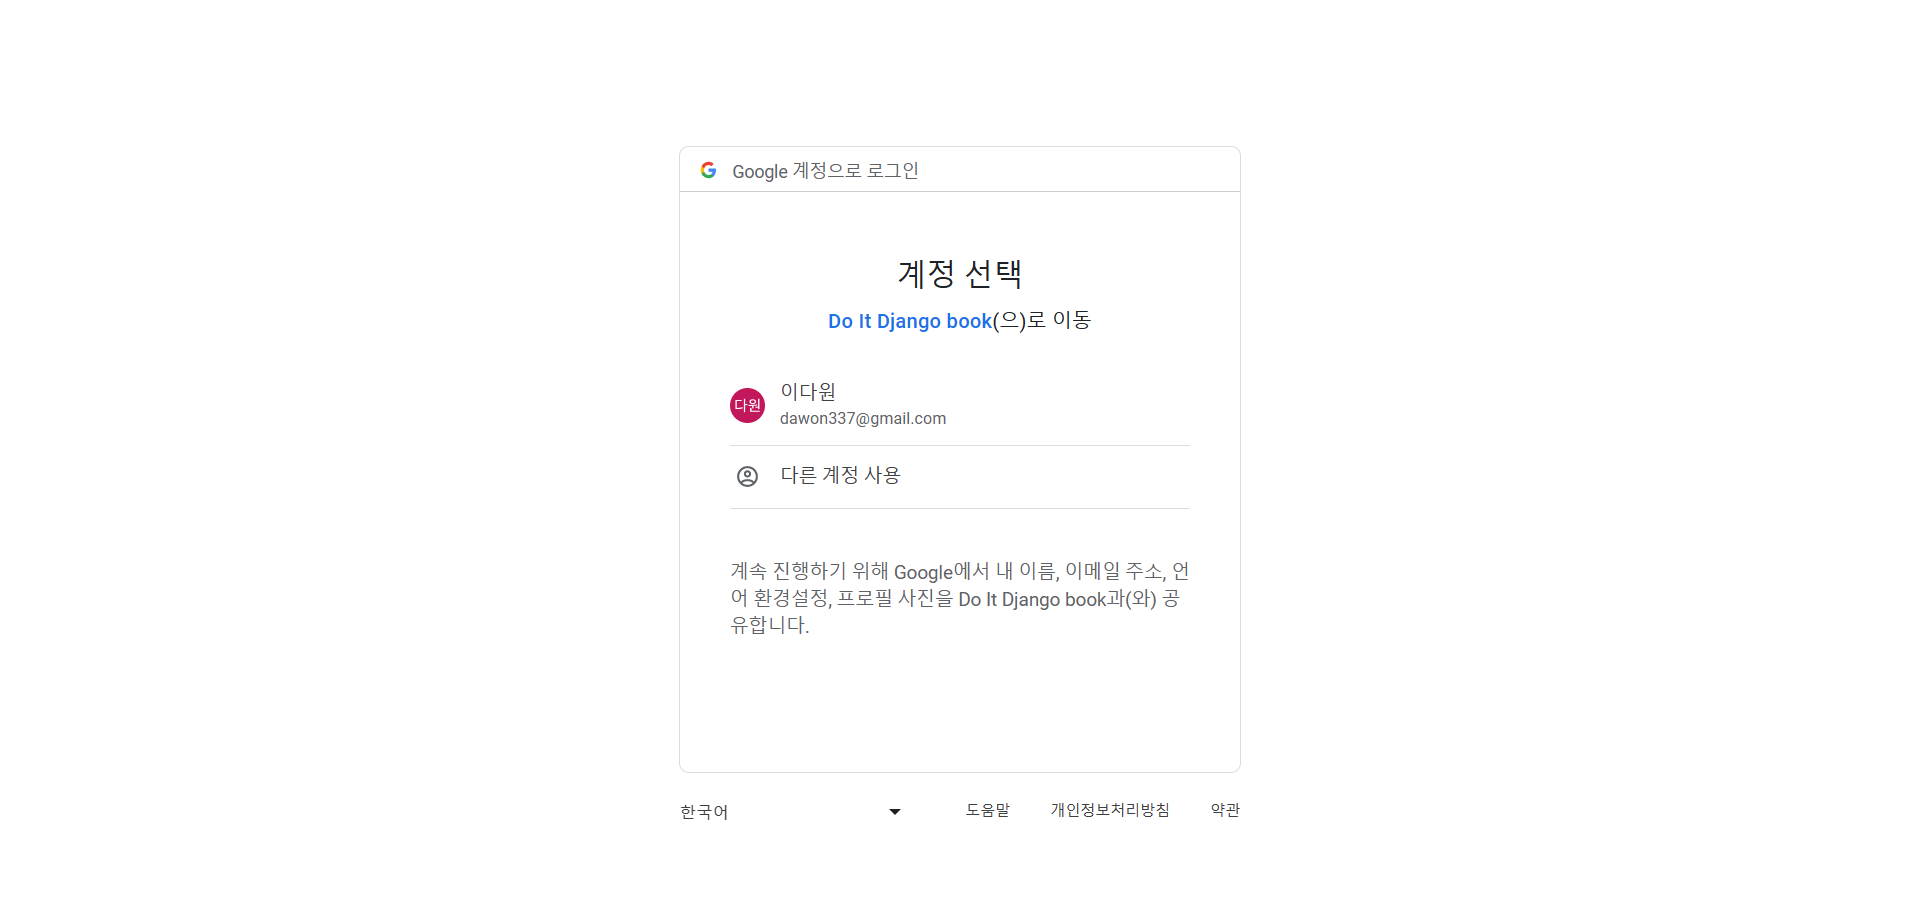 Google 계정으로 로그인
계정 선택
Do It Django book(으)로 이동
다원
이다원
dawon337@gmail.com
다른 계정 사용
계속 진행하기 위해 Google에서 내 이름, 이메일 주소, 언
어 환경설정, 프로필 사진을 Do It Django book과(와) 공
유합니다.
한국어
도움말 개인정보처리방침 약관